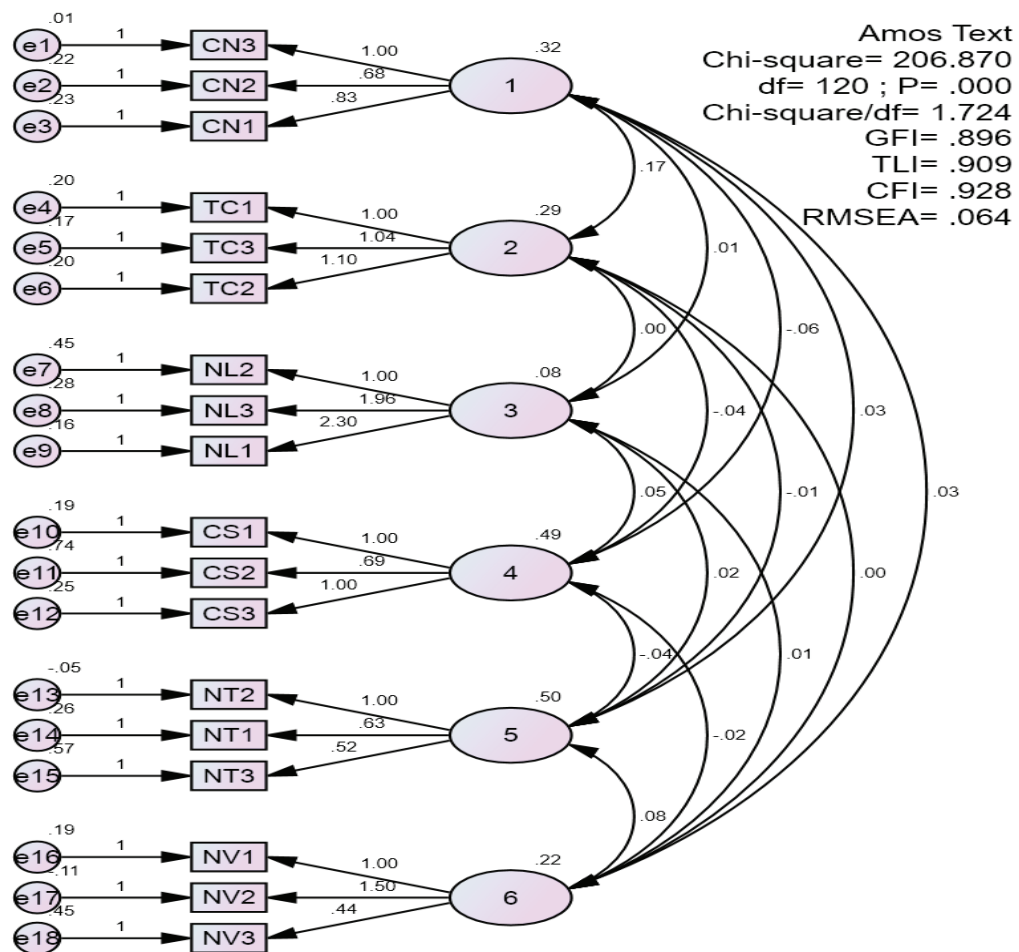 Amos Text
Chi-square= 206.870
df= 120 ; P= .000
Chi-square/df= 1.724
GFI= .896
TLI= .909
CFI= .928
RMSEA= .064
.01
e1 1 CN3 1.00 .32
.22
e2 1 CN2 .68 1
.23
e3 1 CN1 .83
.17
.20
e4 1 TC1 1.00 .29
.17
e5 1 TC3 1.04 2 .01
.20
e6 1 TC2 1.10
.00 -.06
.45
e7 1 NL2 1.00 .08
.28
e8 1 NL3 1.96 3 -.04 .03
.16
e9 1 NL1 2.30
.05 -.01 .03
.19
e10 1 CS1 1.00 .49
.74
e11 1 CS2 .69 4 .02 .00
.25
e12 1 CS3 1.00
-.04 .01
-.05
e13 1 NT2 1.00 .50
.26
e14 1 NT1 .63 5 -.02
.57
e15 1 NT3 .52
.08
.19
e16 1 NV1 1.00 .22
-.11
e17 1 NV2 1.50 6
.45
e18 1 NV3 .44